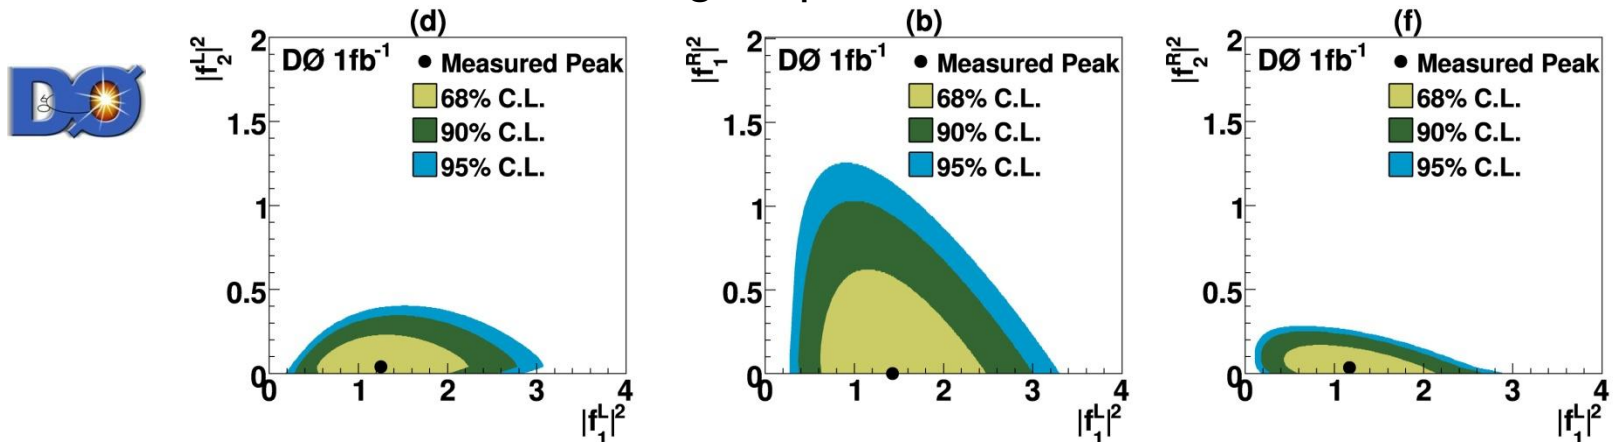 DØ
(d)
|f₂ᴸ|²
2
1.5
1
0.5
0
DØ 1fb⁻¹
● Measured Peak
68% C.L.
90% C.L.
95% C.L.
0 1 2 3 4
|f₁ᴸ|²
(b)
|f₁ᴿ|²
2
1.5
1
0.5
0
DØ 1fb⁻¹
● Measured Peak
68% C.L.
90% C.L.
95% C.L.
0 1 2 3 4
|f₁ᴸ|²
(f)
|f₂ᴿ|²
2
1.5
1
0.5
0
DØ 1fb⁻¹
● Measured Peak
68% C.L.
90% C.L.
95% C.L.
0 1 2 3 4
|f₁ᴸ|²